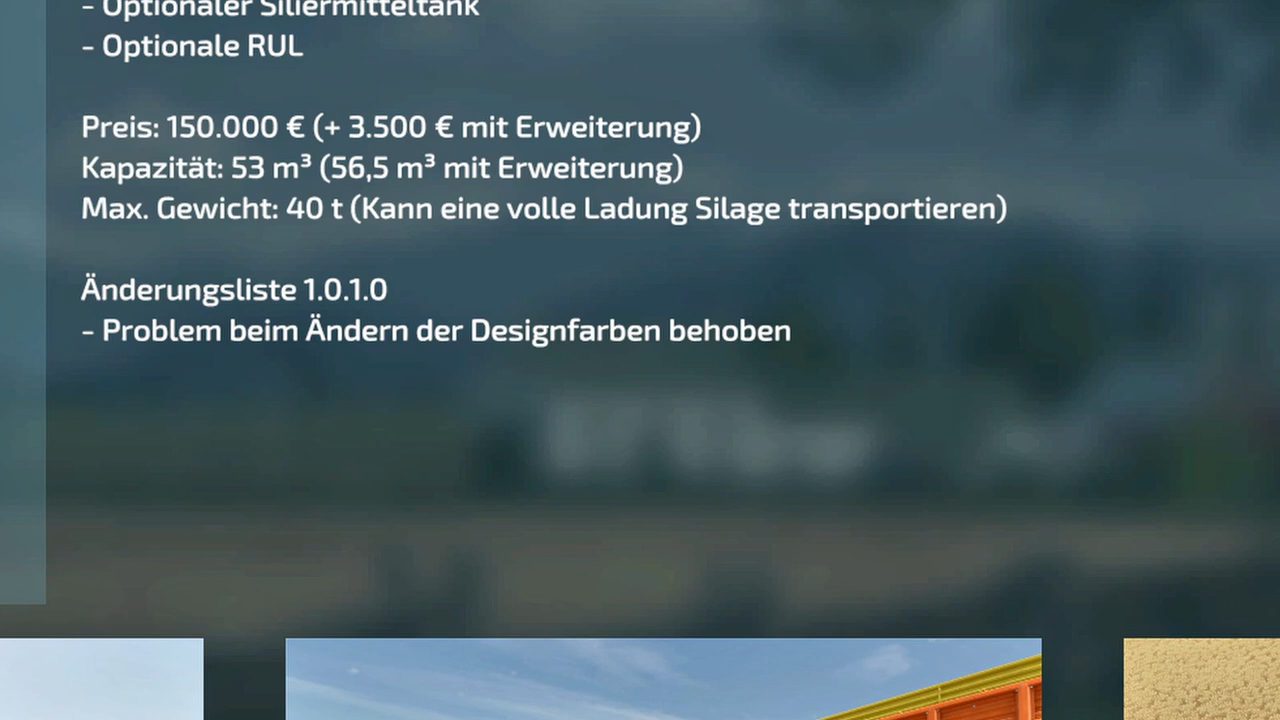 - Optionaler Siliermitteltank
- Optionale RUL
Preis: 150.000 € (+ 3.500 € mit Erweiterung)
Kapazität: 53 m³ (56,5 m³ mit Erweiterung)
Max. Gewicht: 40 t (Kann eine volle Ladung Silage transportieren)
Änderungsliste 1.0.1.0
- Problem beim Ändern der Designfarben behoben